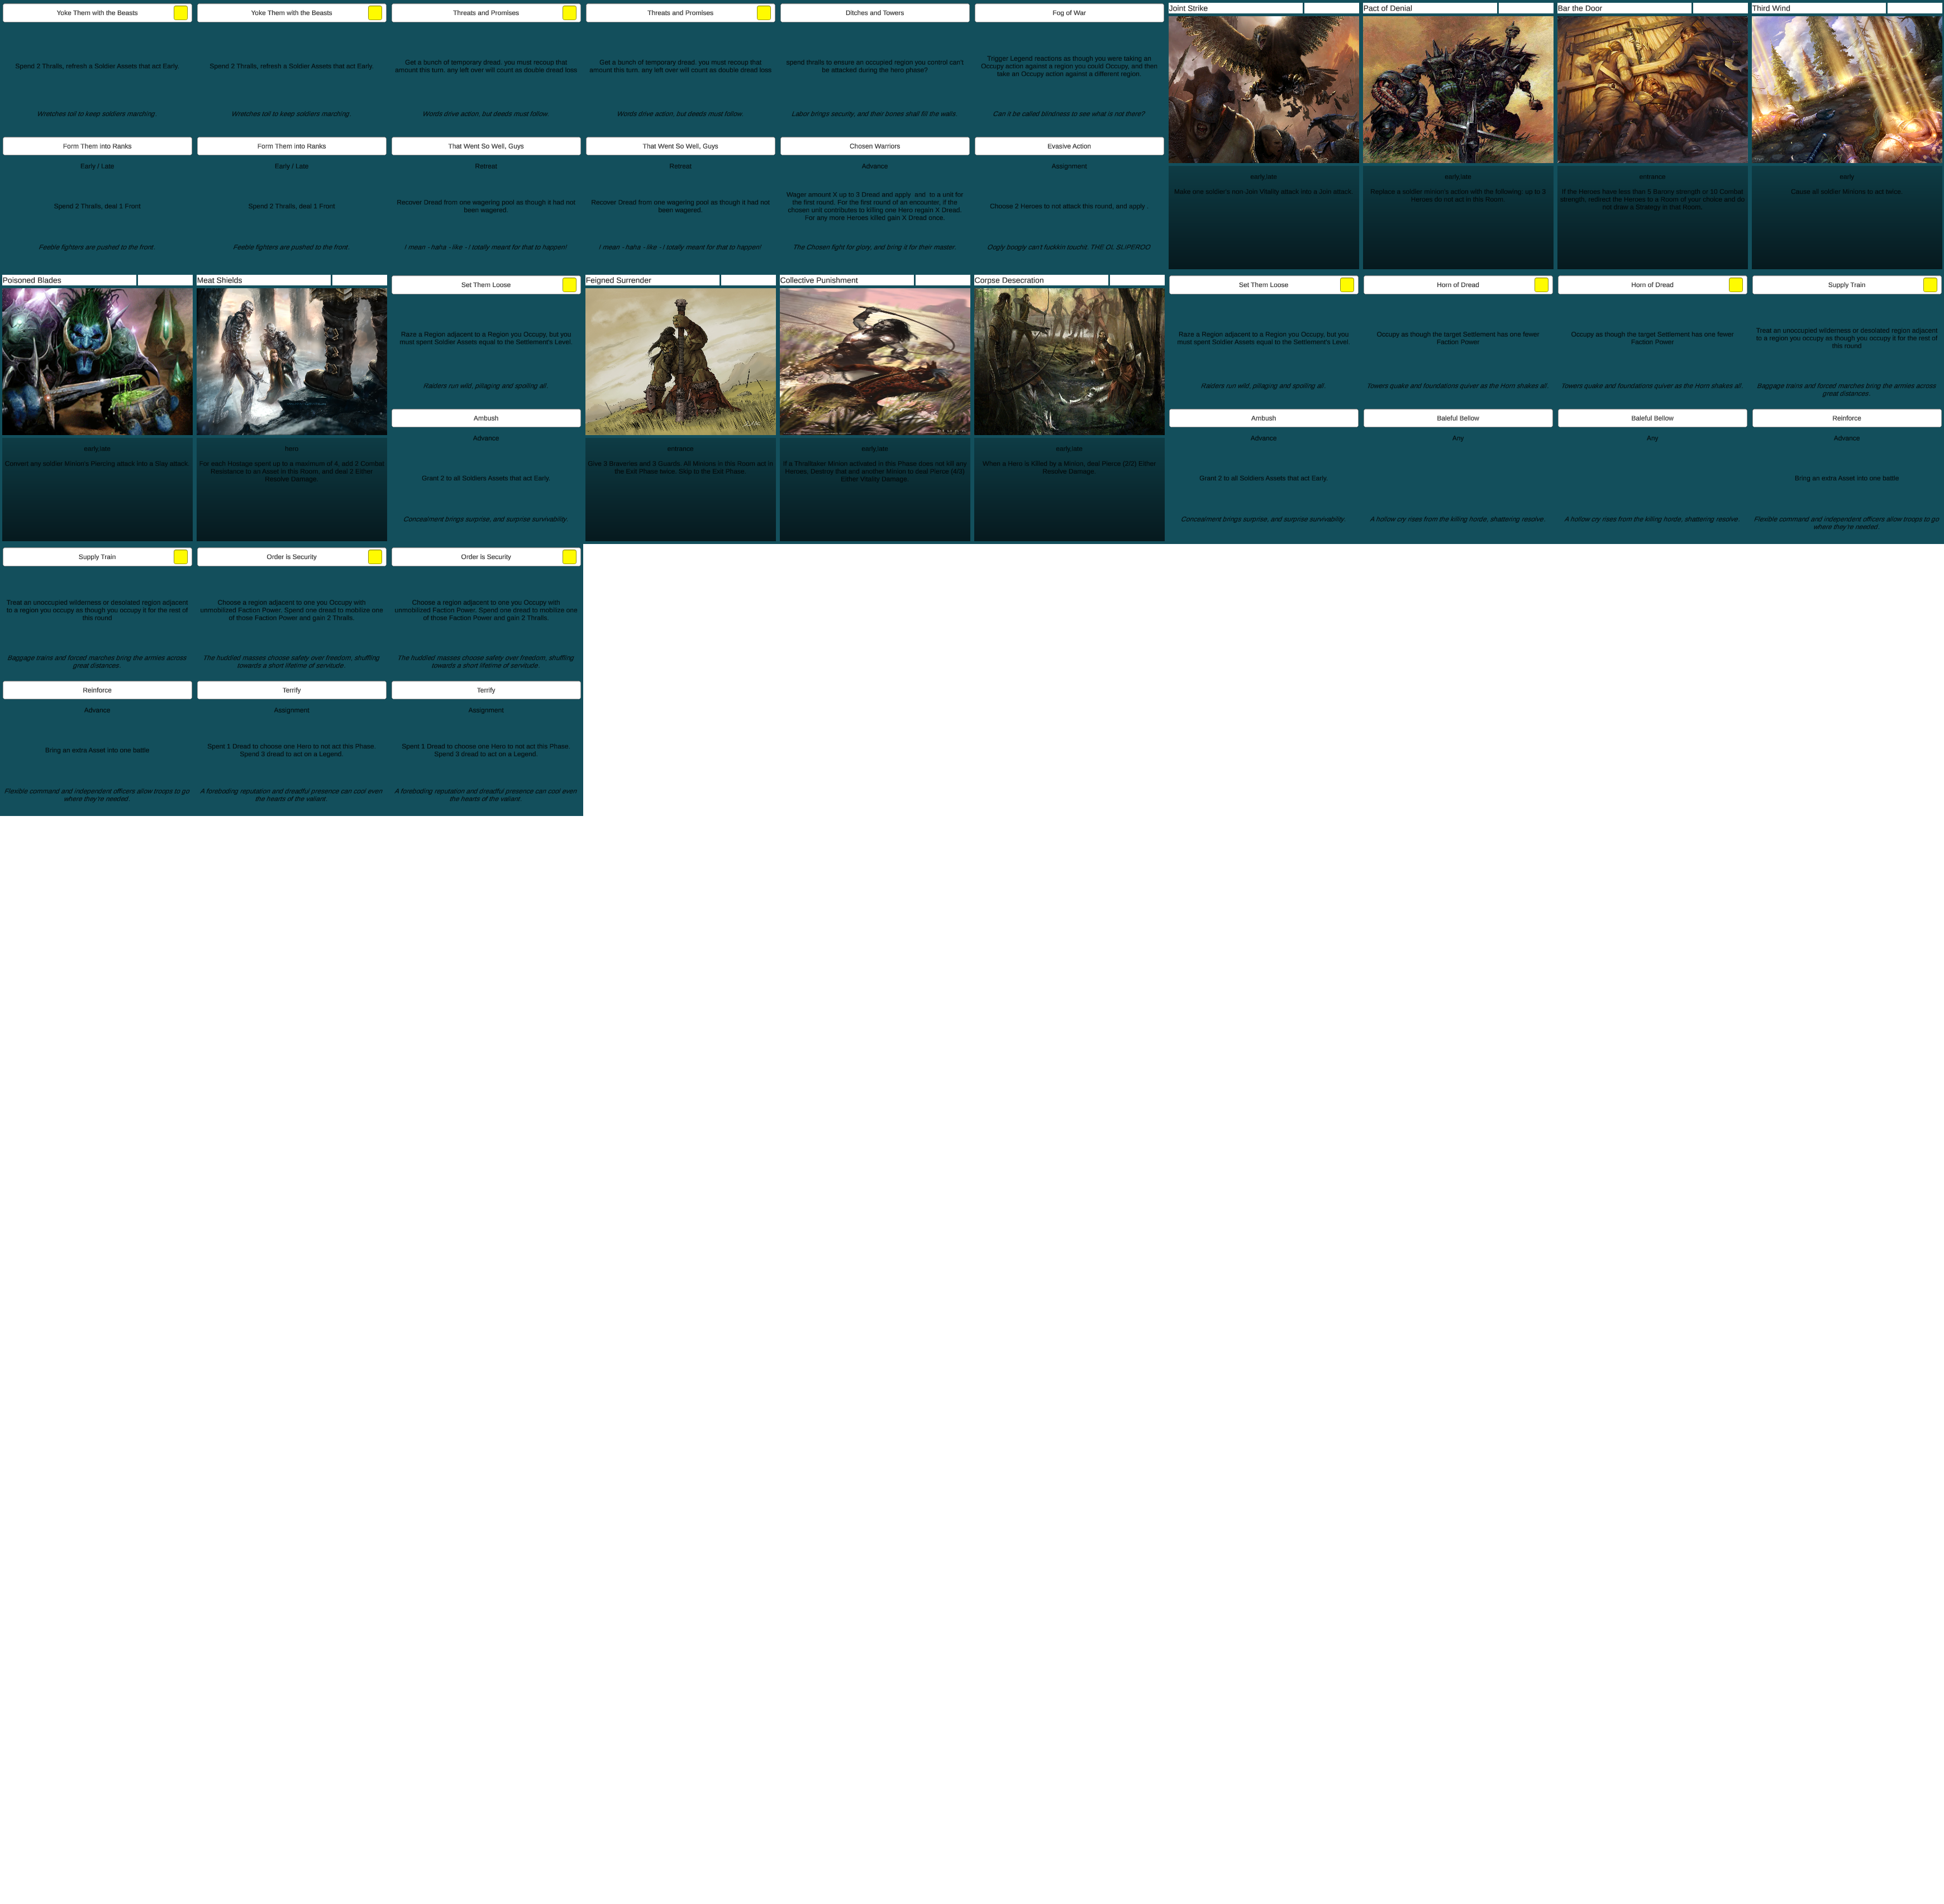 Yoke Them with the Beasts
Spend 2 Thralls, refresh a Soldier Assets that act Early.
Wretches toil to keep soldiers marching.
Form Them into Ranks
Early / Late
Spend 2 Thralls, deal 1 Front
Feeble fighters are pushed to the front.
Yoke Them with the Beasts
Spend 2 Thralls, refresh a Soldier Assets that act Early.
Wretches toil to keep soldiers marching.
Form Them into Ranks
Early / Late
Spend 2 Thralls, deal 1 Front
Feeble fighters are pushed to the front.
Threats and Promises
Get a bunch of temporary dread. you must recoup that
amount this turn. any left over will count as double dread loss
Words drive action, but deeds must follow.
That Went So Well, Guys
Retreat
Recover Dread from one wagering pool as though it had not
been wagered.
I mean - haha - like - I totally meant for that to happen!
Threats and Promises
Get a bunch of temporary dread. you must recoup that
amount this turn. any left over will count as double dread loss
Words drive action, but deeds must follow.
That Went So Well, Guys
Retreat
Recover Dread from one wagering pool as though it had not
been wagered.
I mean - haha - like - I totally meant for that to happen!
Ditches and Towers
spend thralls to ensure an occupied region you control can't
be attacked during the hero phase?
Labor brings security, and their bones shall fill the walls.
Chosen Warriors
Advance
Wager amount X up to 3 Dread and apply and to a unit for
the first round. For the first round of an encounter, if the
chosen unit contributes to killing one Hero regain X Dread.
For any more Heroes killed gain X Dread once.
The Chosen fight for glory, and bring it for their master.
Fog of War
Trigger Legend reactions as though you were taking an
Occupy action against a region you could Occupy, and then
take an Occupy action against a different region.
Can it be called blindness to see what is not there?
Evasive Action
Assignment
Choose 2 Heroes to not attack this round, and apply
Oogly boogly can't fuckkin toucht. THE OL SUPEROO
Joint Strike
early,late
Make one soldier's non-Join Vitality attack into a Join attack.
Pact of Denial
early,late
Replace a soldier minion's action with the following, up to 3
Heroes do not act in this Room.
Bar the Door
entrance
If the Heroes have less than 5 Bravery strength or 10 Combat
strength, redirect the Heroes to a Room of your choice and do
not draw a Strategy in that Room.
Third Wind
early
Cause all soldier Minions to act twice.
Poisoned Blades
early,late
Convert any soldier Minion's Piercing attack into a Slay attack.
Meat Shields
hero
For each Hostage spent up to a maximum of 4, and 2 Combat
Resistance to an Asset in the Room, and deal 2 Either
Resolve Damage.
Set Them Loose
Raze a Region adjacent to a Region you Occupy, but you
must spent Soldier Assets equal to the Settlement's Level.
Raiders run wild, pillaging and spoiling all.
Ambush
Advance
Grant 2 to all Soldiers Assets that act Early.
Concealment brings surprise, and surprise survivability.
Feigned Surrender
entrance
Give 3 Braveries and 3 Guards. All Minions in this Room act in
the Exit Phase twice. Skip to the Exit Phase.
Collective Punishment
early,late
If a Thrallbaker Minion activated in this Phase does not kill any
Heroes, Destroy that and another Minion to deal Pierce (4/3)
Either Vitality Damage.
Corpse Desecration
early,late
When a Hero is Killed by a Minion, deal Pierce (2/2) Either
Resolve Damage.
Set Them Loose
Raze a Region adjacent to a Region you Occupy, but you
must spent Soldier Assets equal to the Settlement's Level.
Raiders run wild, pillaging and spoiling all.
Ambush
Advance
Grant 2 to all Soldiers Assets that act Early.
Concealment brings surprise, and surprise survivability.
Horn of Dread
Occupy as though the target Settlement has one fewer
Faction Power
Towers quake and foundations quiver as the Horn shakes all.
Baleful Bellow
Any
A hollow cry rises from the killing horde, shattering resolve.
Horn of Dread
Occupy as though the target Settlement has one fewer
Faction Power
Towers quake and foundations quiver as the Horn shakes all.
Baleful Bellow
Any
A hollow cry rises from the killing horde, shattering resolve.
Supply Train
Treat an unoccupied wilderness or desolated region adjacent
to a region you occupy as though you occupy it for the rest of
this round
Baggage trains and forced marches bring the armies across
great distances.
Reinforce
Advance
Bring an extra Asset into one battle
Flexible command and independent officers allow troops to go
where they're needed.
Supply Train
Treat an unoccupied wilderness or desolated region adjacent
to a region you occupy as though you occupy it for the rest of
this round
Baggage trains and forced marches bring the armies across
great distances.
Reinforce
Advance
Bring an extra Asset into one battle
Flexible command and independent officers allow troops to go
where they're needed.
Order is Security
Choose a region adjacent to one you Occupy with
unmobilized Faction Power. Spend one dread to mobilize one
of those Faction Power and gain 2 Thralls.
The huddled masses choose safety over freedom, shuffling
towards a short lifetime of servitude.
Terrify
Assignment
Spent 1 Dread to choose one Hero to not act this Phase.
Spend 3 dread to act on a Legend.
A foreboding reputation and dreadful presence can cool even
the hearts of the valiant.
Order is Security
Choose a region adjacent to one you Occupy with
unmobilized Faction Power. Spend one dread to mobilize one
of those Faction Power and gain 2 Thralls.
The huddled masses choose safety over freedom, shuffling
towards a short lifetime of servitude.
Terrify
Assignment
Spent 1 Dread to choose one Hero to not act this Phase.
Spend 3 dread to act on a Legend.
A foreboding reputation and dreadful presence can cool even
the hearts of the valiant.